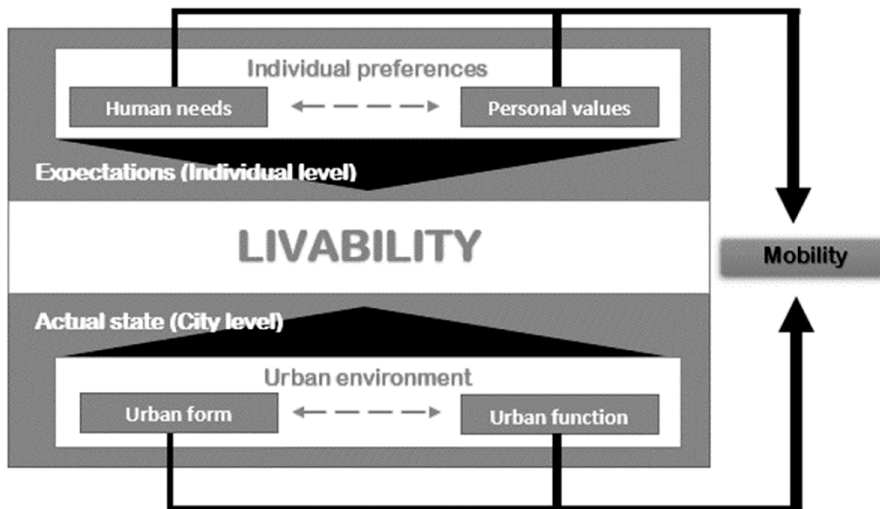 Individual preferences
Human needs
Personal values
Expectations (Individual level)
LIVABILITY
Mobility
Actual state (City level)
Urban environment
Urban form
Urban function